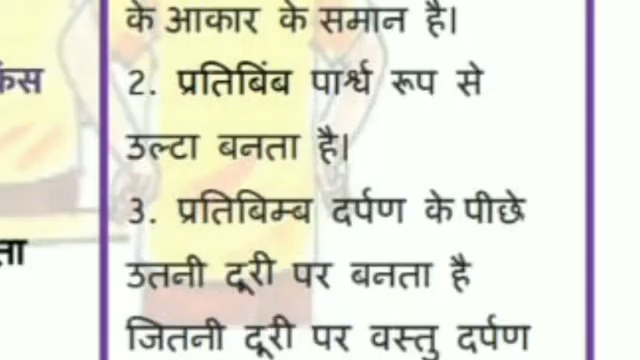 के आकार के समान है।
2. प्रतिबिंब पार्श्व रूप से
उल्टा बनता है।
3. प्रतिबिम्ब दर्पण के पीछे
उतनी दूरी पर बनता है
जितनी दूरी पर वस्तु दर्पण